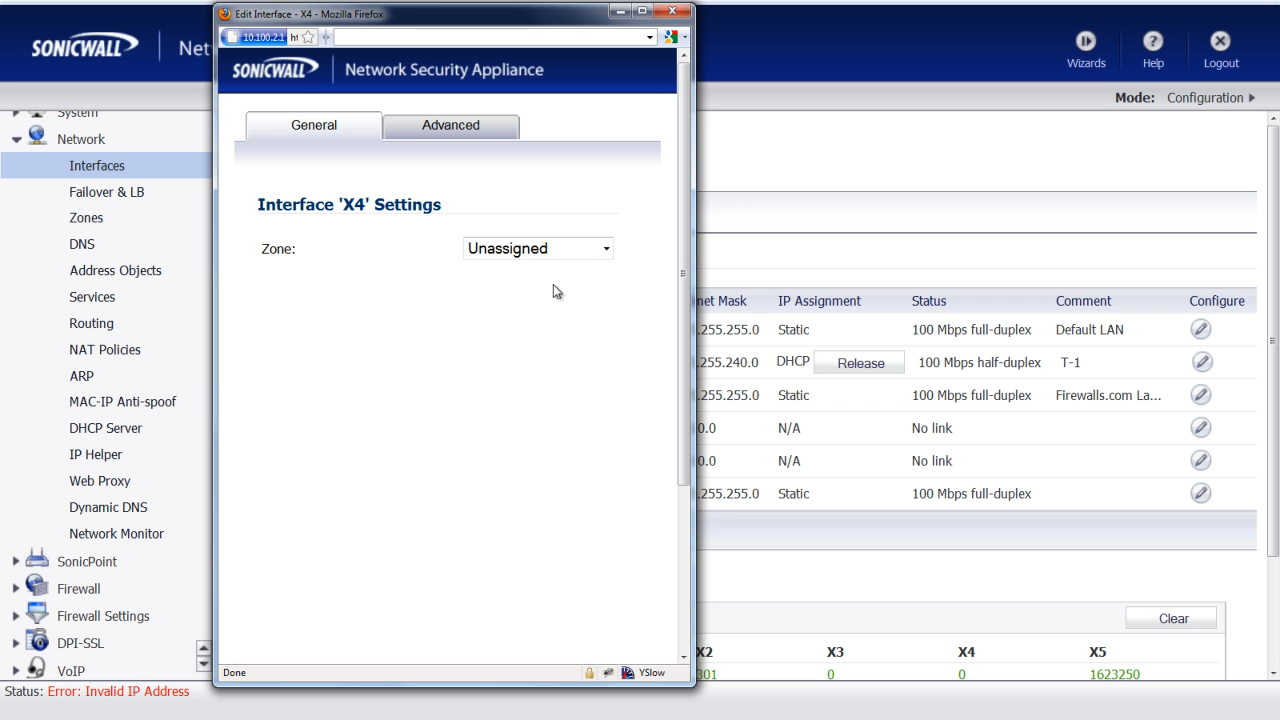 Edit Interface - X4 - Mozilla Firefox
10.100.2.1 ht
SONICWALL Net
SONICWALL Network Security Appliance
Wizards Help Logout
Mode: Configuration
General Advanced
System
Network
Interfaces
Failover & LB
Zones
DNS
Address Objects
Services
Routing
NAT Policies
ARP
MAC-IP Anti-spoof
DHCP Server
IP Helper
Web Proxy
Dynamic DNS
Network Monitor
SonicPoint
Firewall
Firewall Settings
DPI-SSL
VoIP
Interface 'X4' Settings
Zone: Unassigned
Done YSlow
net Mask IP Assignment Status Comment Configure
.255.255.0 Static 100 Mbps full-duplex Default LAN
.255.240.0 DHCP Release 100 Mbps half-duplex T-1
.255.255.0 Static 100 Mbps full-duplex Firewalls.com La...
0.0 N/A No link
0.0 N/A No link
.255.255.0 Static 100 Mbps full-duplex
Clear
X2 X3 X4 X5
301 0 0 1623250
Status: Error: Invalid IP Address